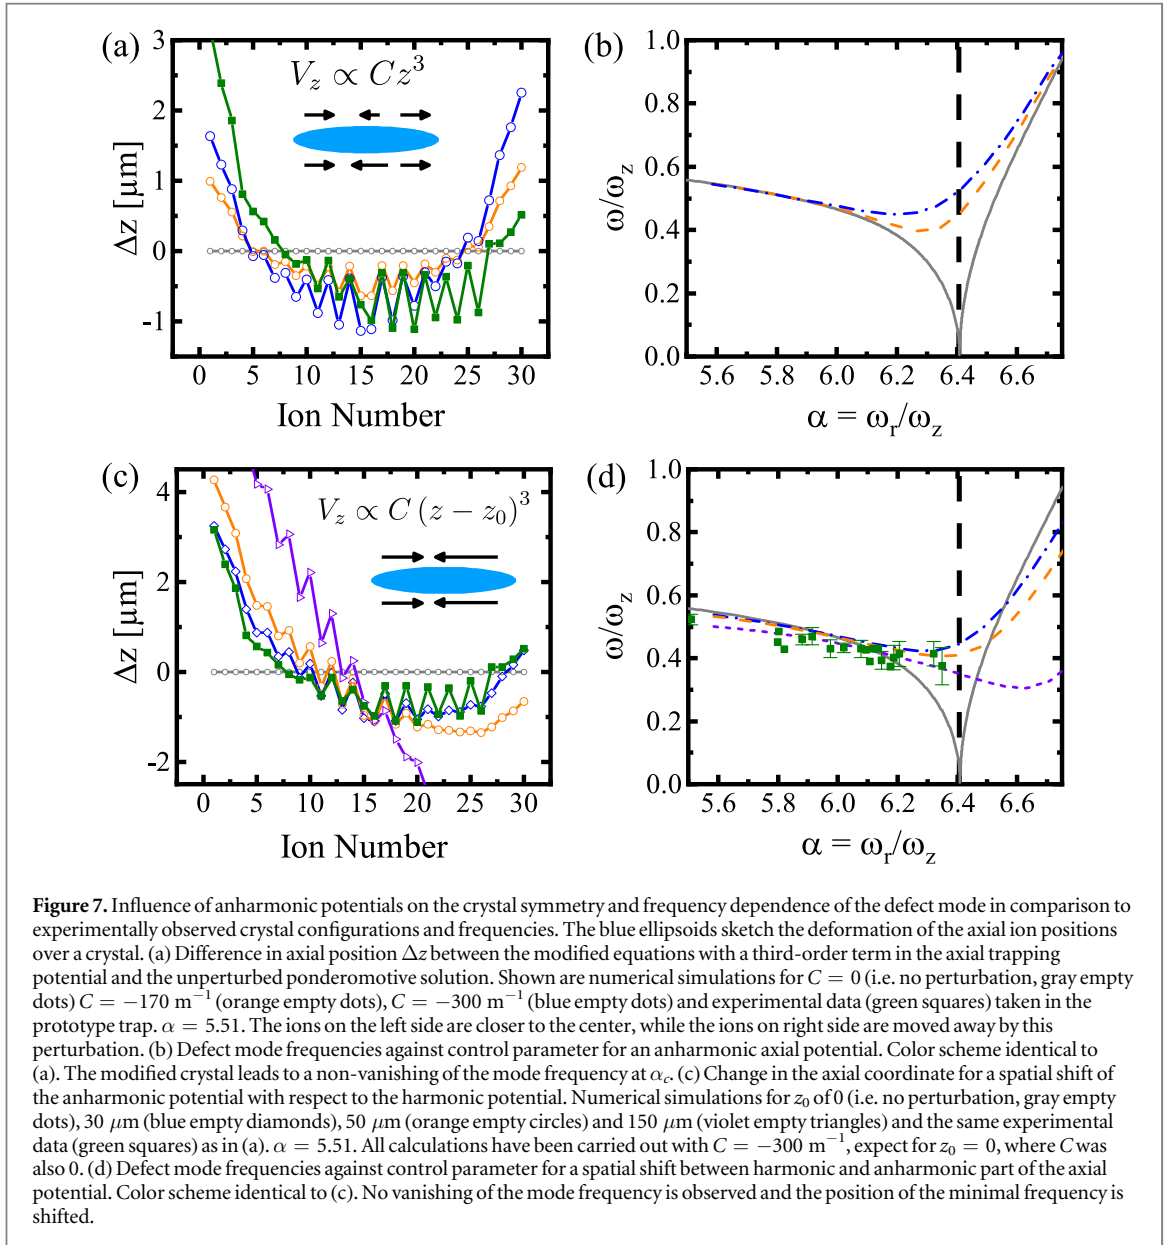 (a)
V_z ∝ Cz^3
3
2
1
0
-1
Δz [μm]
0 5 10 15 20 25 30
Ion Number
(b)
1.0
0.8
0.6
0.4
0.2
0.0
ω/ω_z
5.6 5.8 6.0 6.2 6.4 6.6
α = ω_r/ω_z
(c)
V_z ∝ C (z − z_0)^3
4
2
0
-2
Δz [μm]
0 5 10 15 20 25 30
Ion Number
(d)
1.0
0.8
0.6
0.4
0.2
0.0
ω/ω_z
5.6 5.8 6.0 6.2 6.4 6.6
α = ω_r/ω_z
Figure 7. Influence of anharmonic potentials on the crystal symmetry and frequency dependence of the defect mode in comparison to
experimentally observed crystal configurations and frequencies. The blue ellipsoids sketch the deformation of the axial ion positions
over a crystal. (a) Difference in axial position Δz between the modified equations with a third-order term in the axial trapping
potential and the unperturbed ponderomotive solution. Shown are numerical simulations for C = 0 (i.e. no perturbation, gray empty
dots) C = −170 m^−1 (orange empty dots), C = −300 m^−1 (blue empty dots) and experimental data (green squares) taken in the
prototype trap. α = 5.51. The ions on the left side are closer to the center, while the ions on right side are moved away by this
perturbation. (b) Defect mode frequencies against control parameter for an anharmonic axial potential. Color scheme identical to
(a). The modified crystal leads to a non-vanishing of the mode frequency at α_c. (c) Change in the axial coordinate for a spatial shift of
the anharmonic potential with respect to the harmonic potential. Numerical simulations for z_0 of 0 (i.e. no perturbation, gray empty
dots), 30 μm (blue empty diamonds), 50 μm (orange empty circles) and 150 μm (violet empty triangles) and the same experimental
data (green squares) as in (a). α = 5.51. All calculations have been carried out with C = −300 m^−1, expect for z_0 = 0, where C was
also 0. (d) Defect mode frequencies against control parameter for a spatial shift between harmonic and anharmonic part of the axial
potential. Color scheme identical to (c). No vanishing of the mode frequency is observed and the position of the minimal frequency is
shifted.